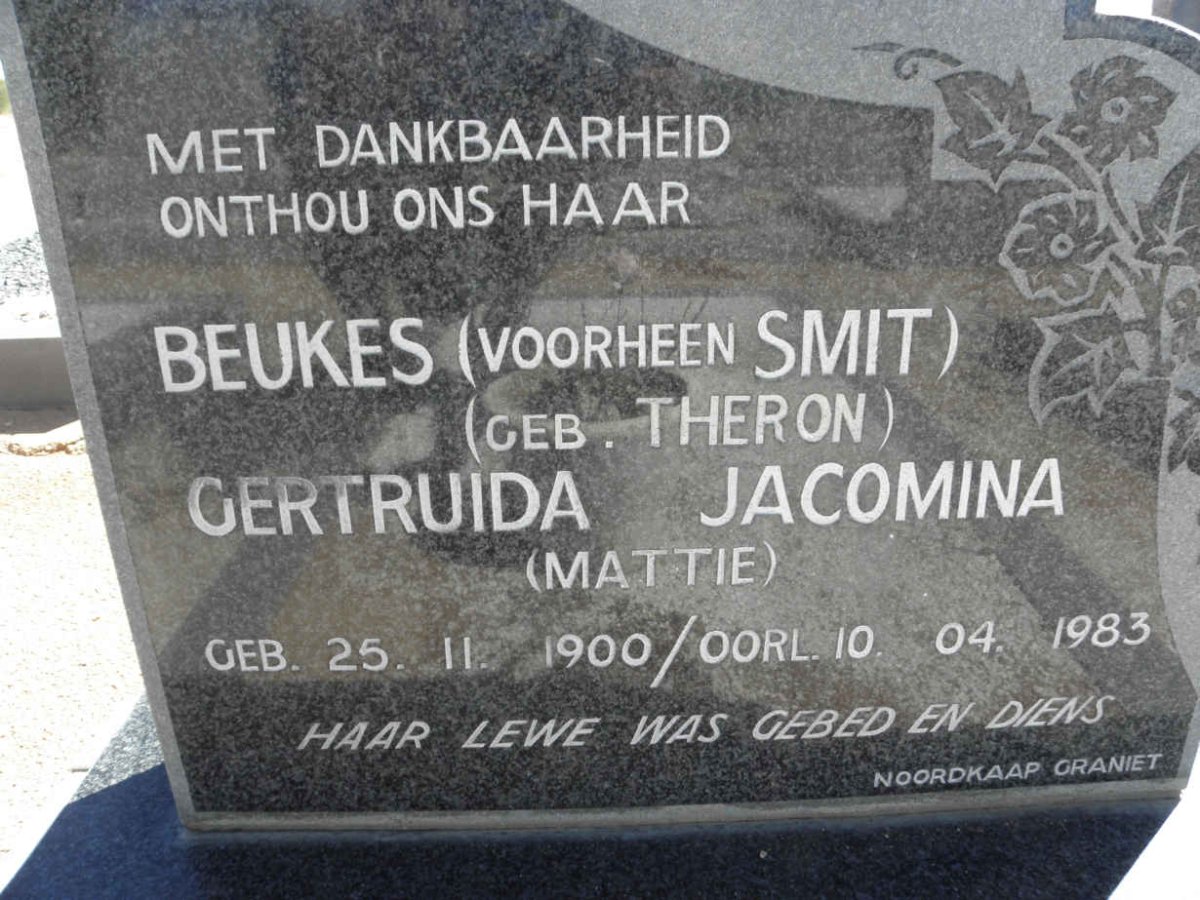 MET DANKBAARHEID
ONTHOU ONS HAAR
BEUKES (VOORHEEN SMIT)
(GEB. THERON)
GERTRUIDA JACOMINA
(MATTIE)
GEB. 25. 11. 1900/OORL. 10. 04. 1983
HAAR LEWE WAS GEBED EN DIENS
NOORDKAAP GRANIET